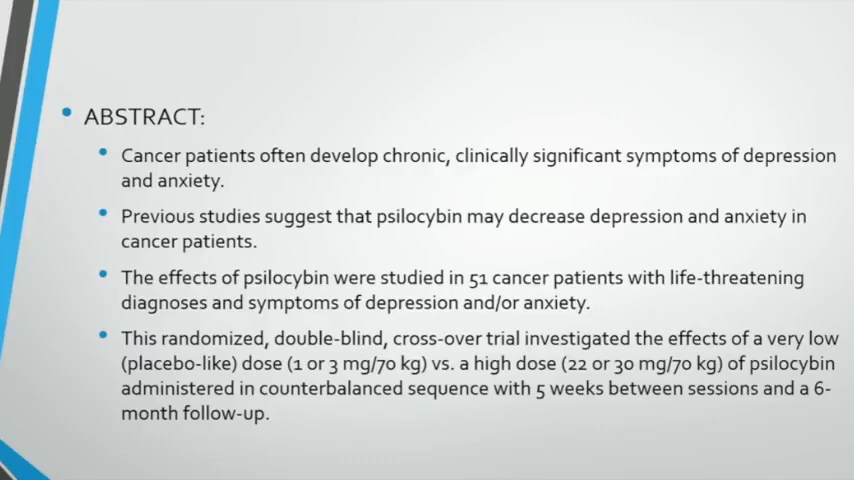 ABSTRACT:
Cancer patients often develop chronic, clinically significant symptoms of depression
and anxiety.
Previous studies suggest that psilocybin may decrease depression and anxiety in
cancer patients.
The effects of psilocybin were studied in 51 cancer patients with life-threatening
diagnoses and symptoms of depression and/or anxiety.
This randomized, double-blind, cross-over trial investigated the effects of a very low
(placebo-like) dose (1 or 3 mg/70 kg) vs. a high dose (22 or 30 mg/70 kg) of psilocybin
administered in counterbalanced sequence with 5 weeks between sessions and a 6-
month follow-up.